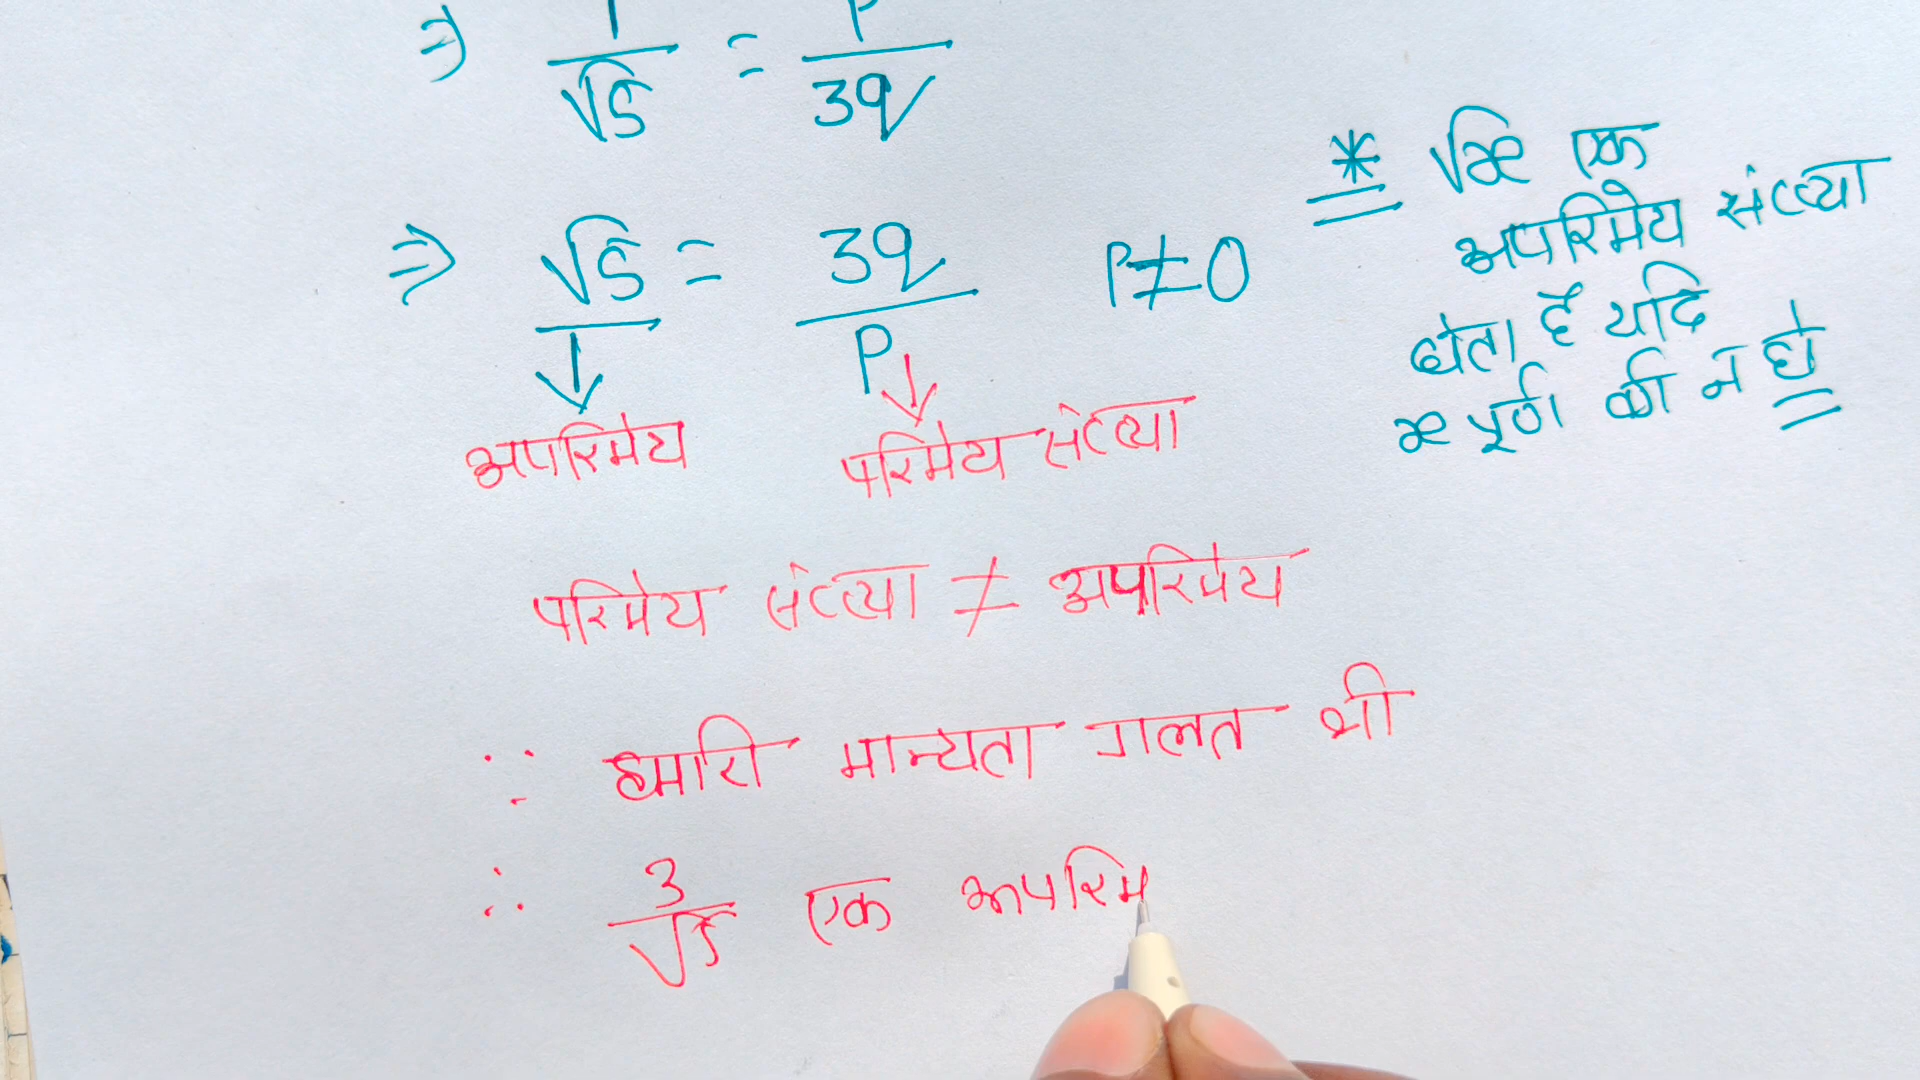 ⇒ 1/√5 = P/3q
⇒ √5 = 3q/P P≠0
अपरिमेय परिमेय संख्या
* √x एक
अपरिमेय संख्या
होता है यदि
x पूर्ण वर्ग न हो
परिमेय संख्या ≠ अपरिमेय
∵ हमारी मान्यता गलत थी
∴ 3/√5 एक अपरिम